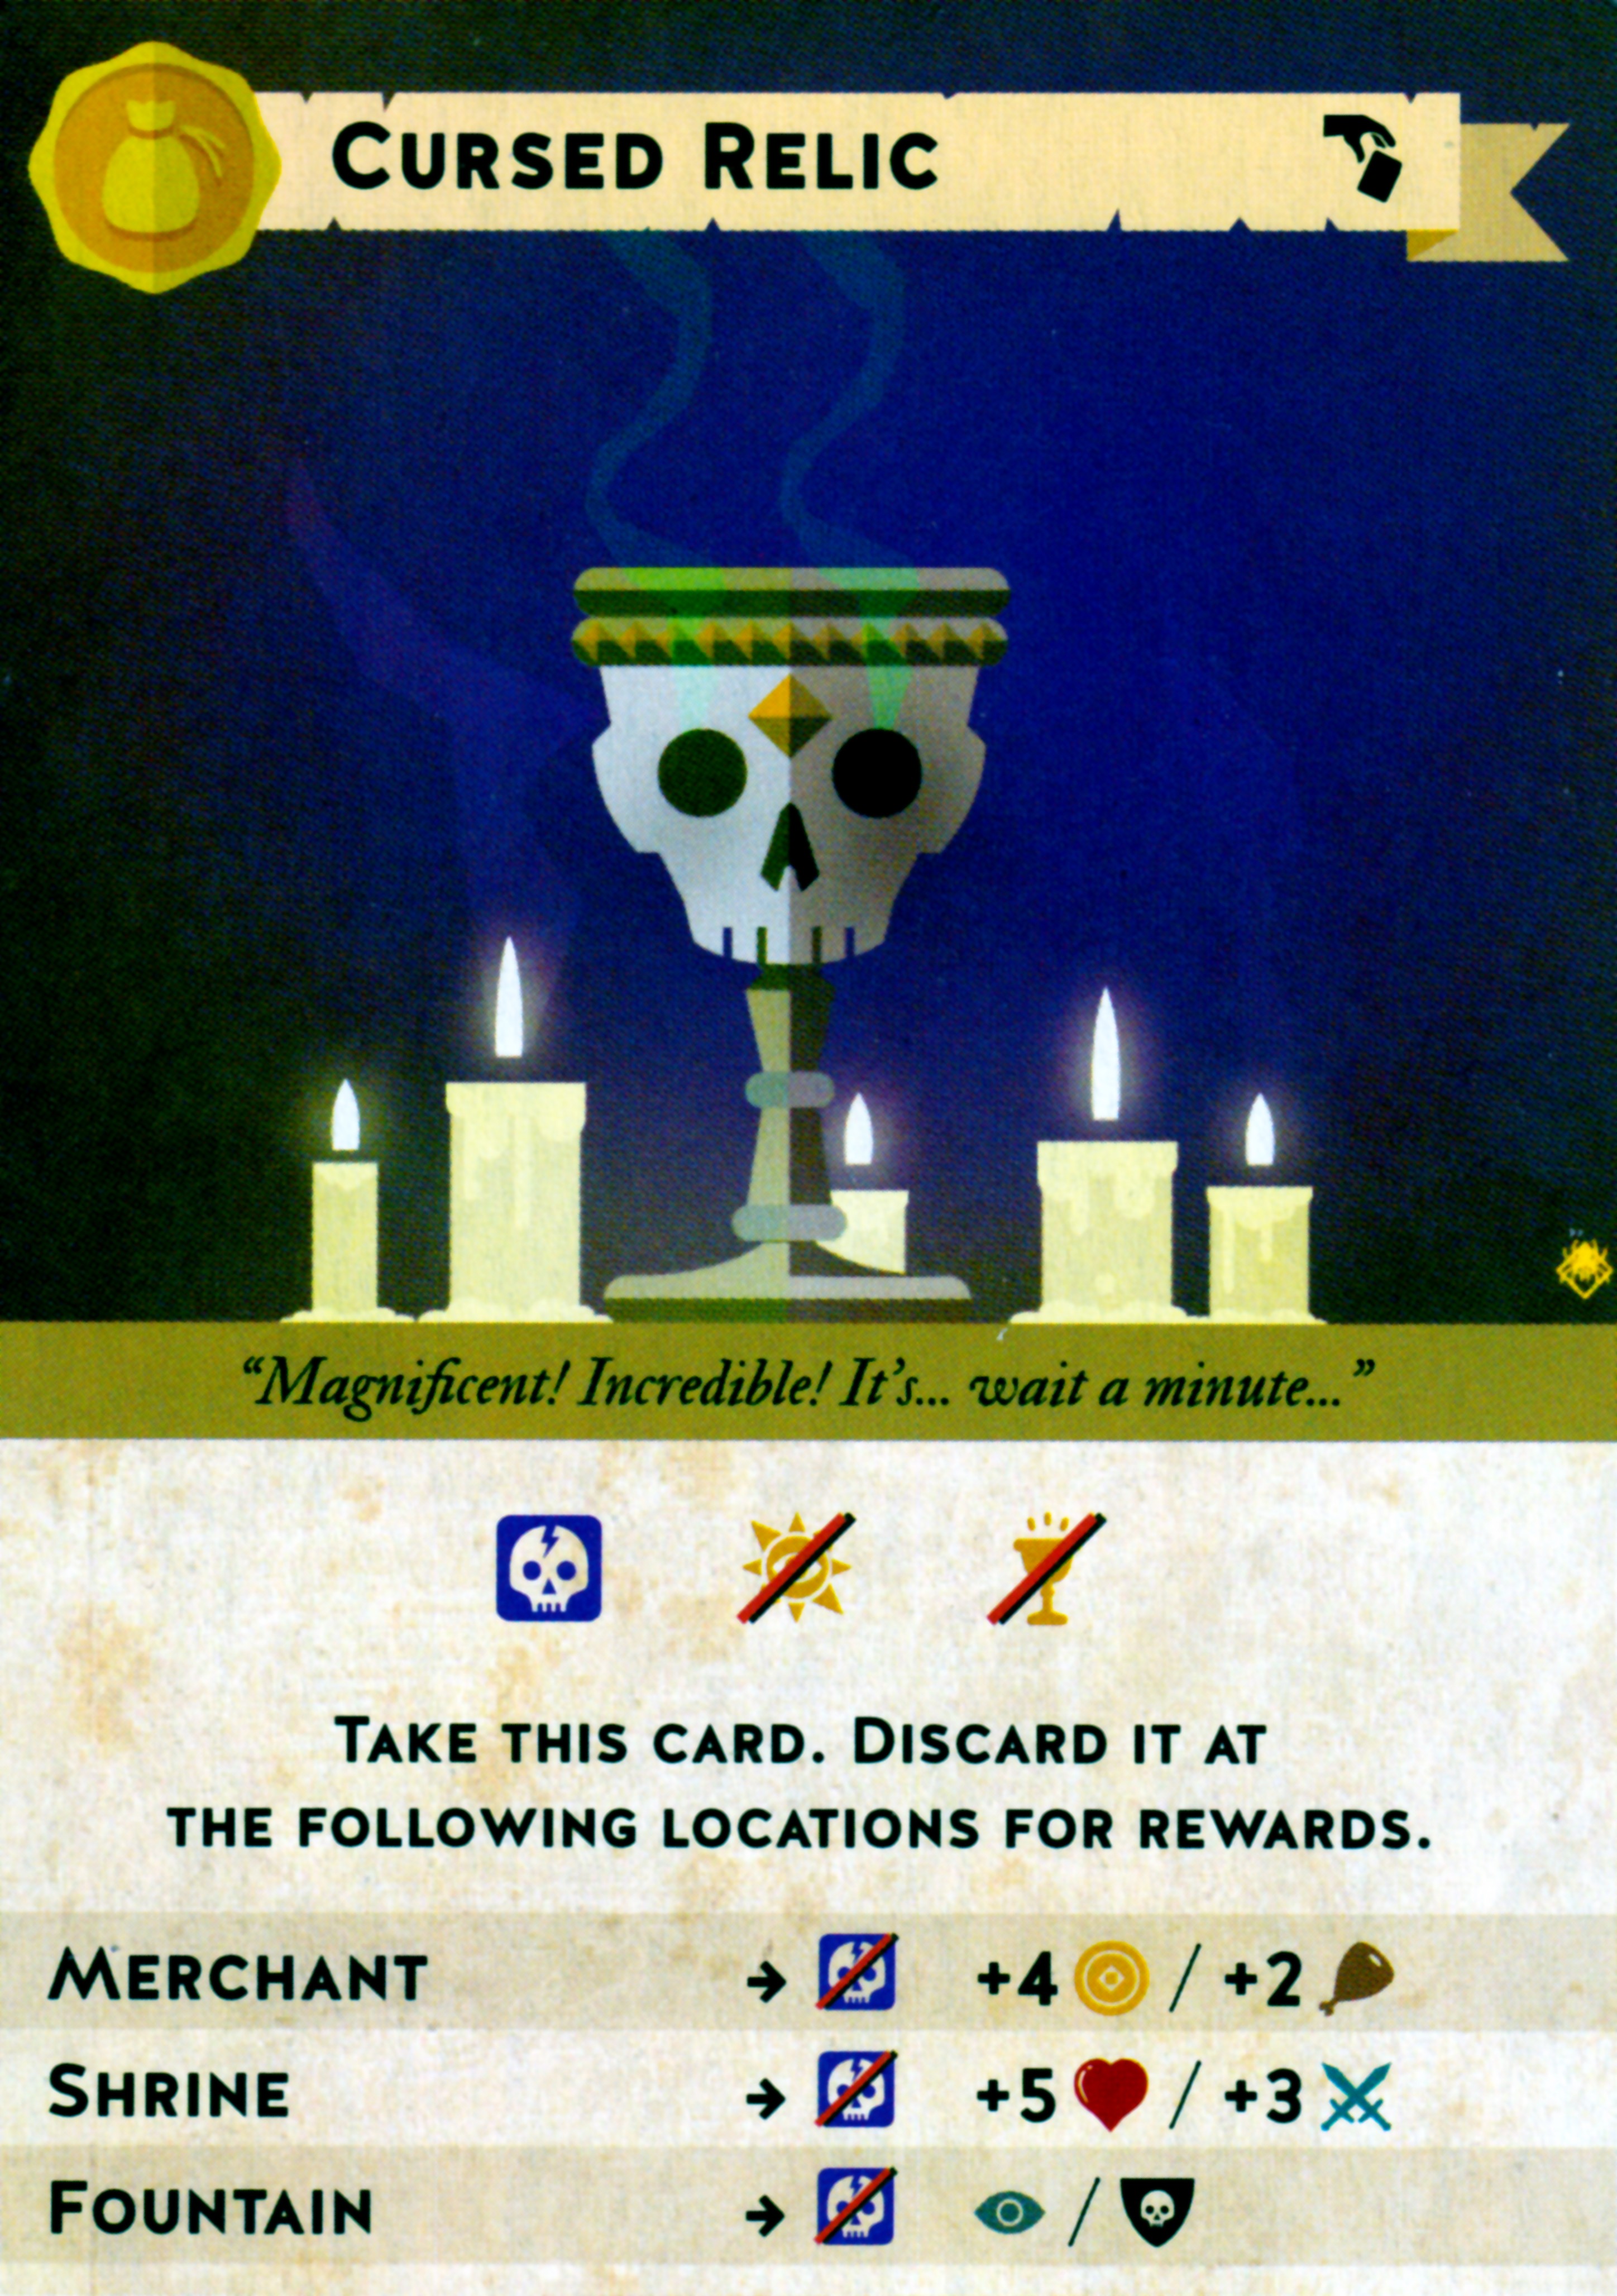 CURSED RELIC
“Magnificent! Incredible! It’s... wait a minute...”
TAKE THIS CARD. DISCARD IT AT
THE FOLLOWING LOCATIONS FOR REWARDS.
MERCHANT → +4 / +2
SHRINE → +5 / +3
FOUNTAIN → /